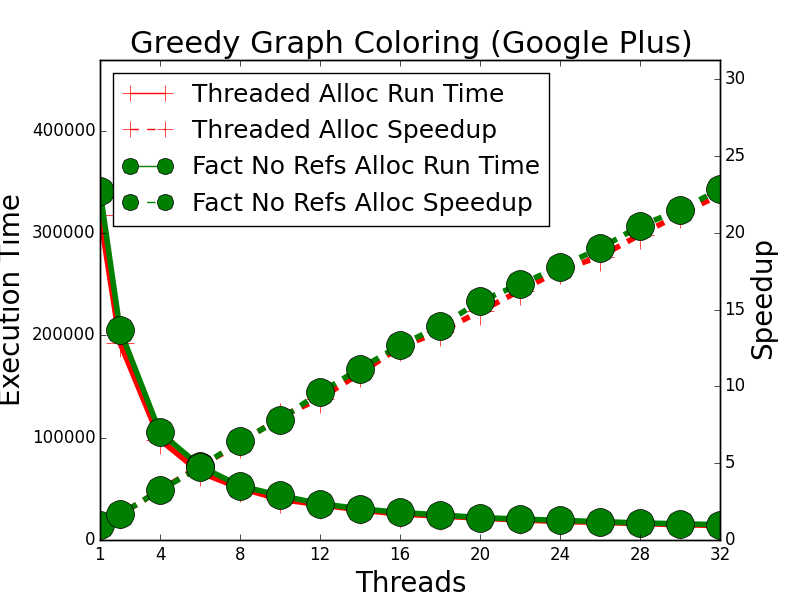 Greedy Graph Coloring (Google Plus)
Threaded Alloc Run Time
Threaded Alloc Speedup
Fact No Refs Alloc Run Time
Fact No Refs Alloc Speedup
Execution Time
400000
300000
200000
100000
0
30
25
20
15
10
5
0
Speedup
1 4 8 12 16 20 24 28 32
Threads